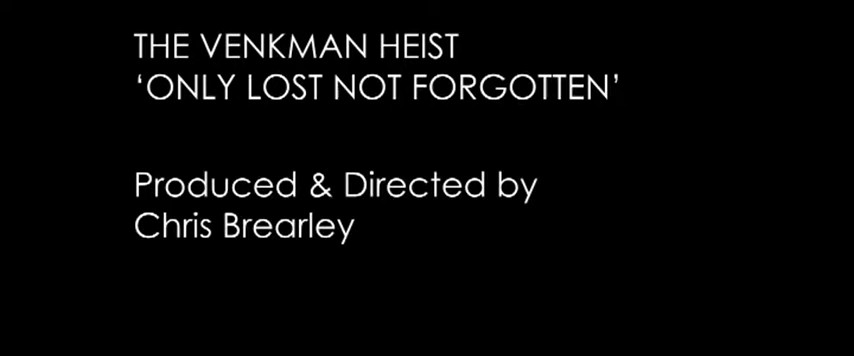 THE VENKMAN HEIST
‘ONLY LOST NOT FORGOTTEN’
Produced & Directed by
Chris Brearley